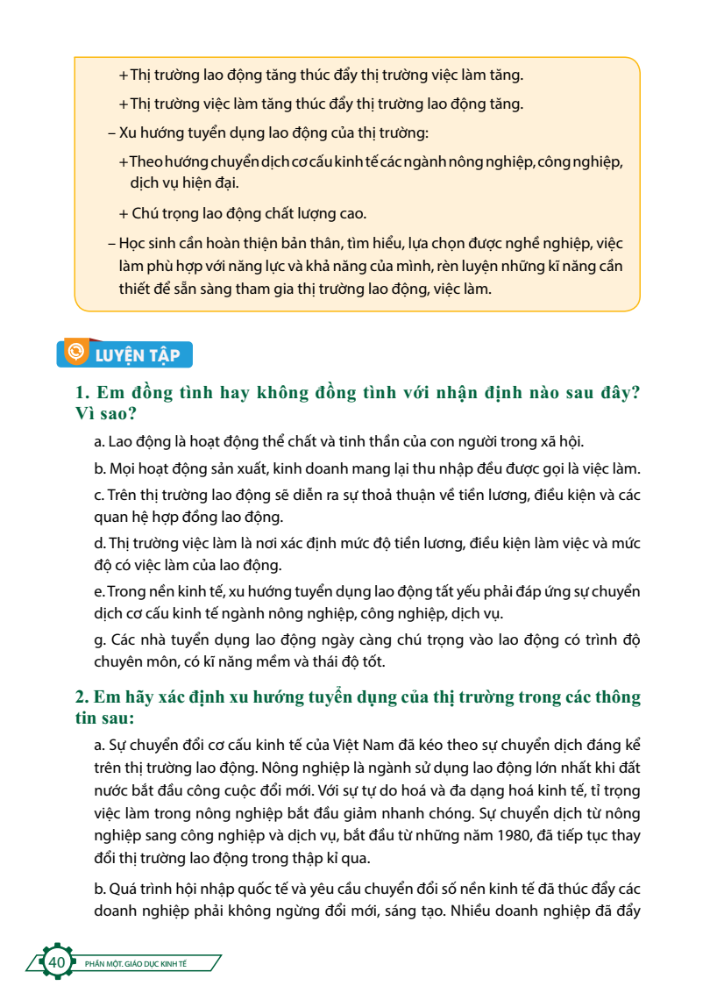 + Thị trường lao động tăng thúc đẩy thị trường việc làm tăng.
+ Thị trường việc làm tăng thúc đẩy thị trường lao động tăng.
– Xu hướng tuyển dụng lao động của thị trường:
+ Theo hướng chuyển dịch cơ cấu kinh tế các ngành nông nghiệp, công nghiệp,
dịch vụ hiện đại.
+ Chú trọng lao động chất lượng cao.
– Học sinh cần hoàn thiện bản thân, tìm hiểu, lựa chọn được nghề nghiệp, việc
làm phù hợp với năng lực và khả năng của mình, rèn luyện những kĩ năng cần
thiết để sẵn sàng tham gia thị trường lao động, việc làm.
LUYỆN TẬP
1. Em đồng tình hay không đồng tình với nhận định nào sau đây?
Vì sao?
a. Lao động là hoạt động thể chất và tinh thần của con người trong xã hội.
b. Mọi hoạt động sản xuất, kinh doanh mang lại thu nhập đều được gọi là việc làm.
c. Trên thị trường lao động sẽ diễn ra sự thoả thuận về tiền lương, điều kiện và các
quan hệ hợp đồng lao động.
d. Thị trường việc làm là nơi xác định mức độ tiền lương, điều kiện làm việc và mức
độ có việc làm của lao động.
e. Trong nền kinh tế, xu hướng tuyển dụng lao động tất yếu phải đáp ứng sự chuyển
dịch cơ cấu kinh tế ngành nông nghiệp, công nghiệp, dịch vụ.
g. Các nhà tuyển dụng lao động ngày càng chú trọng vào lao động có trình độ
chuyên môn, có kĩ năng mềm và thái độ tốt.
2. Em hãy xác định xu hướng tuyển dụng của thị trường trong các thông
tin sau:
a. Sự chuyển đổi cơ cấu kinh tế của Việt Nam đã kéo theo sự chuyển dịch đáng kể
trên thị trường lao động. Nông nghiệp là ngành sử dụng lao động lớn nhất khi đất
nước bắt đầu công cuộc đổi mới. Với sự tự do hoá và đa dạng hoá kinh tế, tỉ trọng
việc làm trong nông nghiệp bắt đầu giảm nhanh chóng. Sự chuyển dịch từ nông
nghiệp sang công nghiệp và dịch vụ, bắt đầu từ những năm 1980, đã tiếp tục thay
đổi thị trường lao động trong thập kỉ qua.
b. Quá trình hội nhập quốc tế và yêu cầu chuyển đổi số nền kinh tế đã thúc đẩy các
doanh nghiệp phải không ngừng đổi mới, sáng tạo. Nhiều doanh nghiệp đã đẩy
40 PHẦN MỘT. GIÁO DỤC KINH TẾ